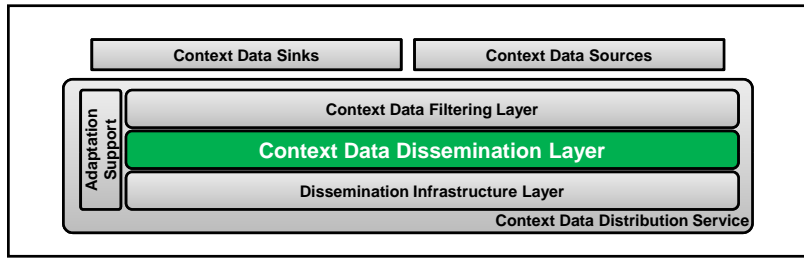 Context Data Sinks
Context Data Sources
Adaptation
Support
Context Data Filtering Layer
Context Data Dissemination Layer
Dissemination Infrastructure Layer
Context Data Distribution Service